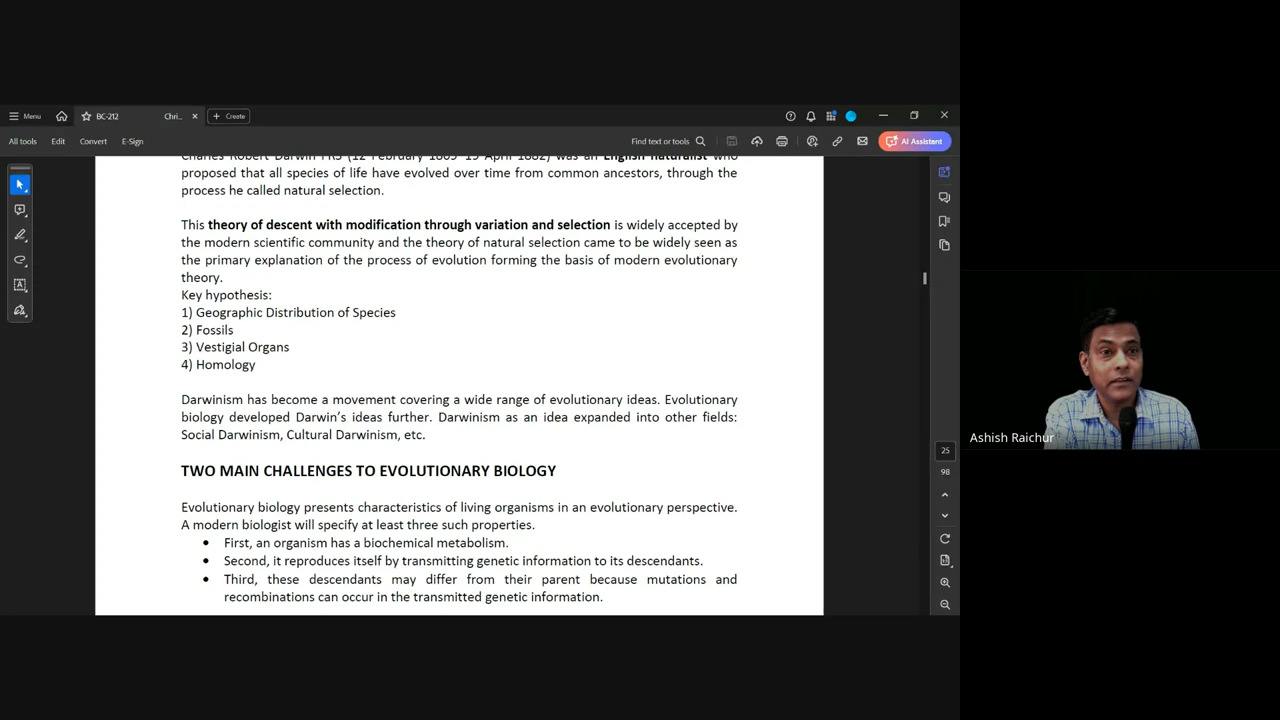 Menu
BC-212
Chri...
Create
All tools
Edit
Convert
E-Sign
Find text or tools
AI Assistant
Charles Robert Darwin FRS (12 February 1809 19 April 1882) was an English naturalist who
proposed that all species of life have evolved over time from common ancestors, through the
process he called natural selection.
This theory of descent with modification through variation and selection is widely accepted by
the modern scientific community and the theory of natural selection came to be widely seen as
the primary explanation of the process of evolution forming the basis of modern evolutionary
theory.
Key hypothesis:
1) Geographic Distribution of Species
2) Fossils
3) Vestigial Organs
4) Homology
Darwinism has become a movement covering a wide range of evolutionary ideas. Evolutionary
biology developed Darwin's ideas further. Darwinism as an idea expanded into other fields:
Social Darwinism, Cultural Darwinism, etc.
TWO MAIN CHALLENGES TO EVOLUTIONARY BIOLOGY
Evolutionary biology presents characteristics of living organisms in an evolutionary perspective.
A modern biologist will specify at least three such properties.
• First, an organism has a biochemical metabolism.
• Second, it reproduces itself by transmitting genetic information to its descendants.
• Third, these descendants may differ from their parent because mutations and
recombinations can occur in the transmitted genetic information.
25
98
Ashish Raichur